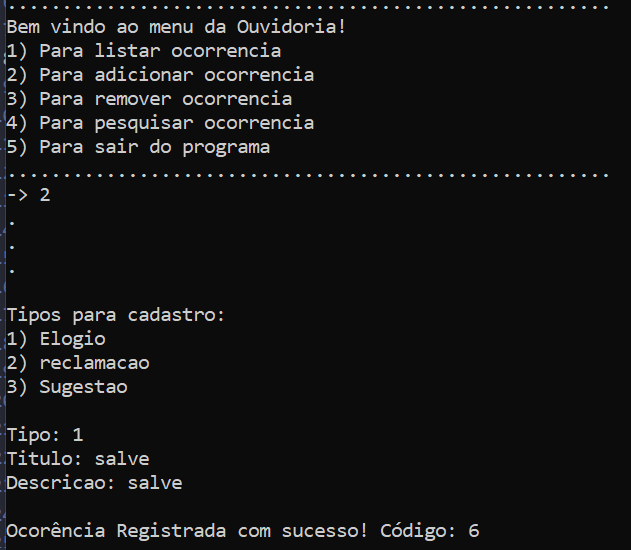 .......................................................
Bem vindo ao menu da Ouvidoria!
1) Para listar ocorrencia
2) Para adicionar ocorrencia
3) Para remover ocorrencia
4) Para pesquisar ocorrencia
5) Para sair do programa
.......................................................
-> 2
.
.
.
Tipos para cadastro:
1) Elogio
2) reclamacao
3) Sugestao
Tipo: 1
Titulo: salve
Descricao: salve
Ocorência Registrada com sucesso! Código: 6